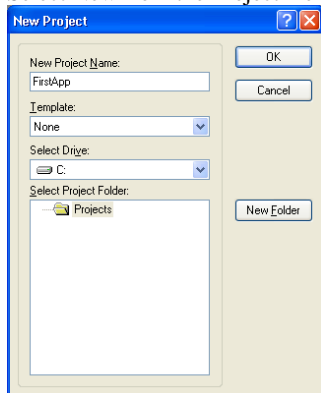 New Project
New Project Name:
OK
FirstApp
Cancel
Template:
None
Select Drive:
C:
Select Project Folder:
Projects
New Folder